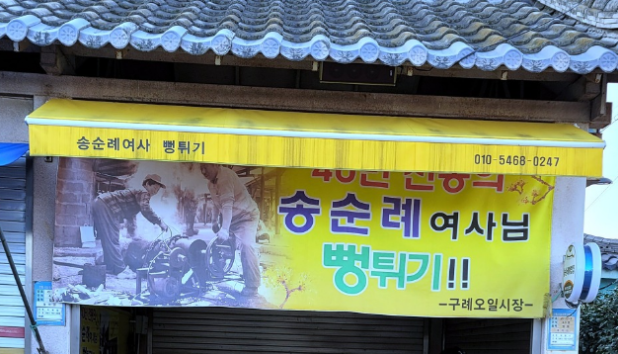 송순례여사 뻥튀기
010-5468-0247
40년 전통의
송순례 여사님
뻥튀기!!
-구례오일시장-